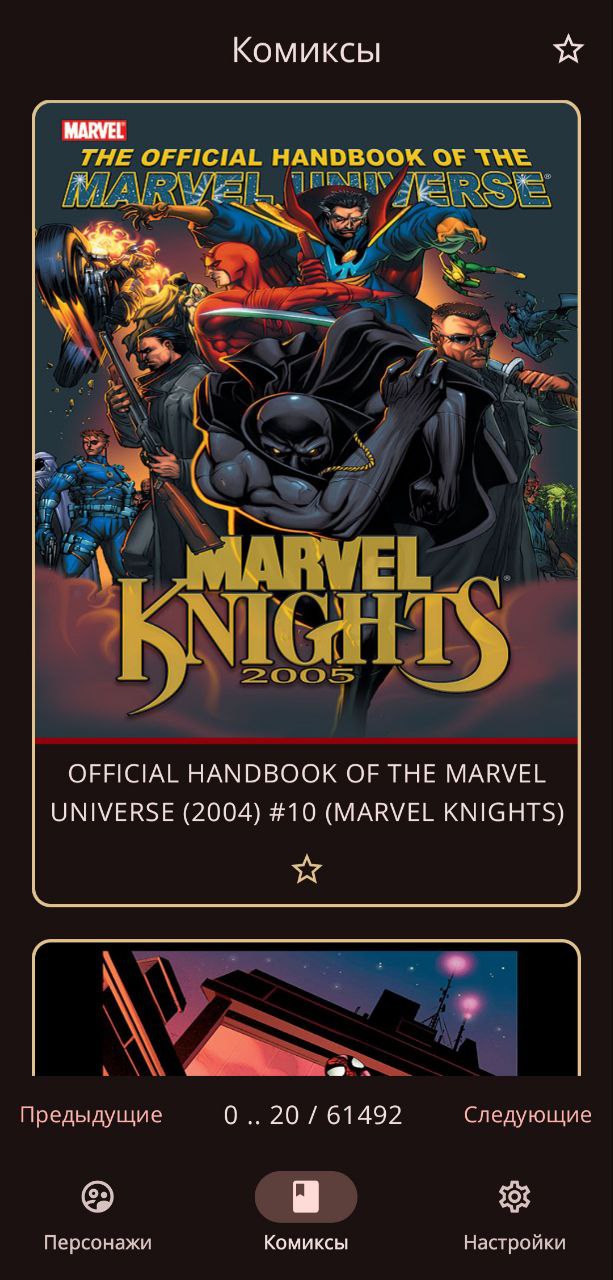 Комиксы
MARVEL
THE OFFICIAL HANDBOOK OF THE
MARVEL UNIVERSE®
MARVEL
KNIGHTS®
2005
OFFICIAL HANDBOOK OF THE MARVEL
UNIVERSE (2004) #10 (MARVEL KNIGHTS)
Предыдущие 0 .. 20 / 61492 Следующие
Персонажи Комиксы Настройки